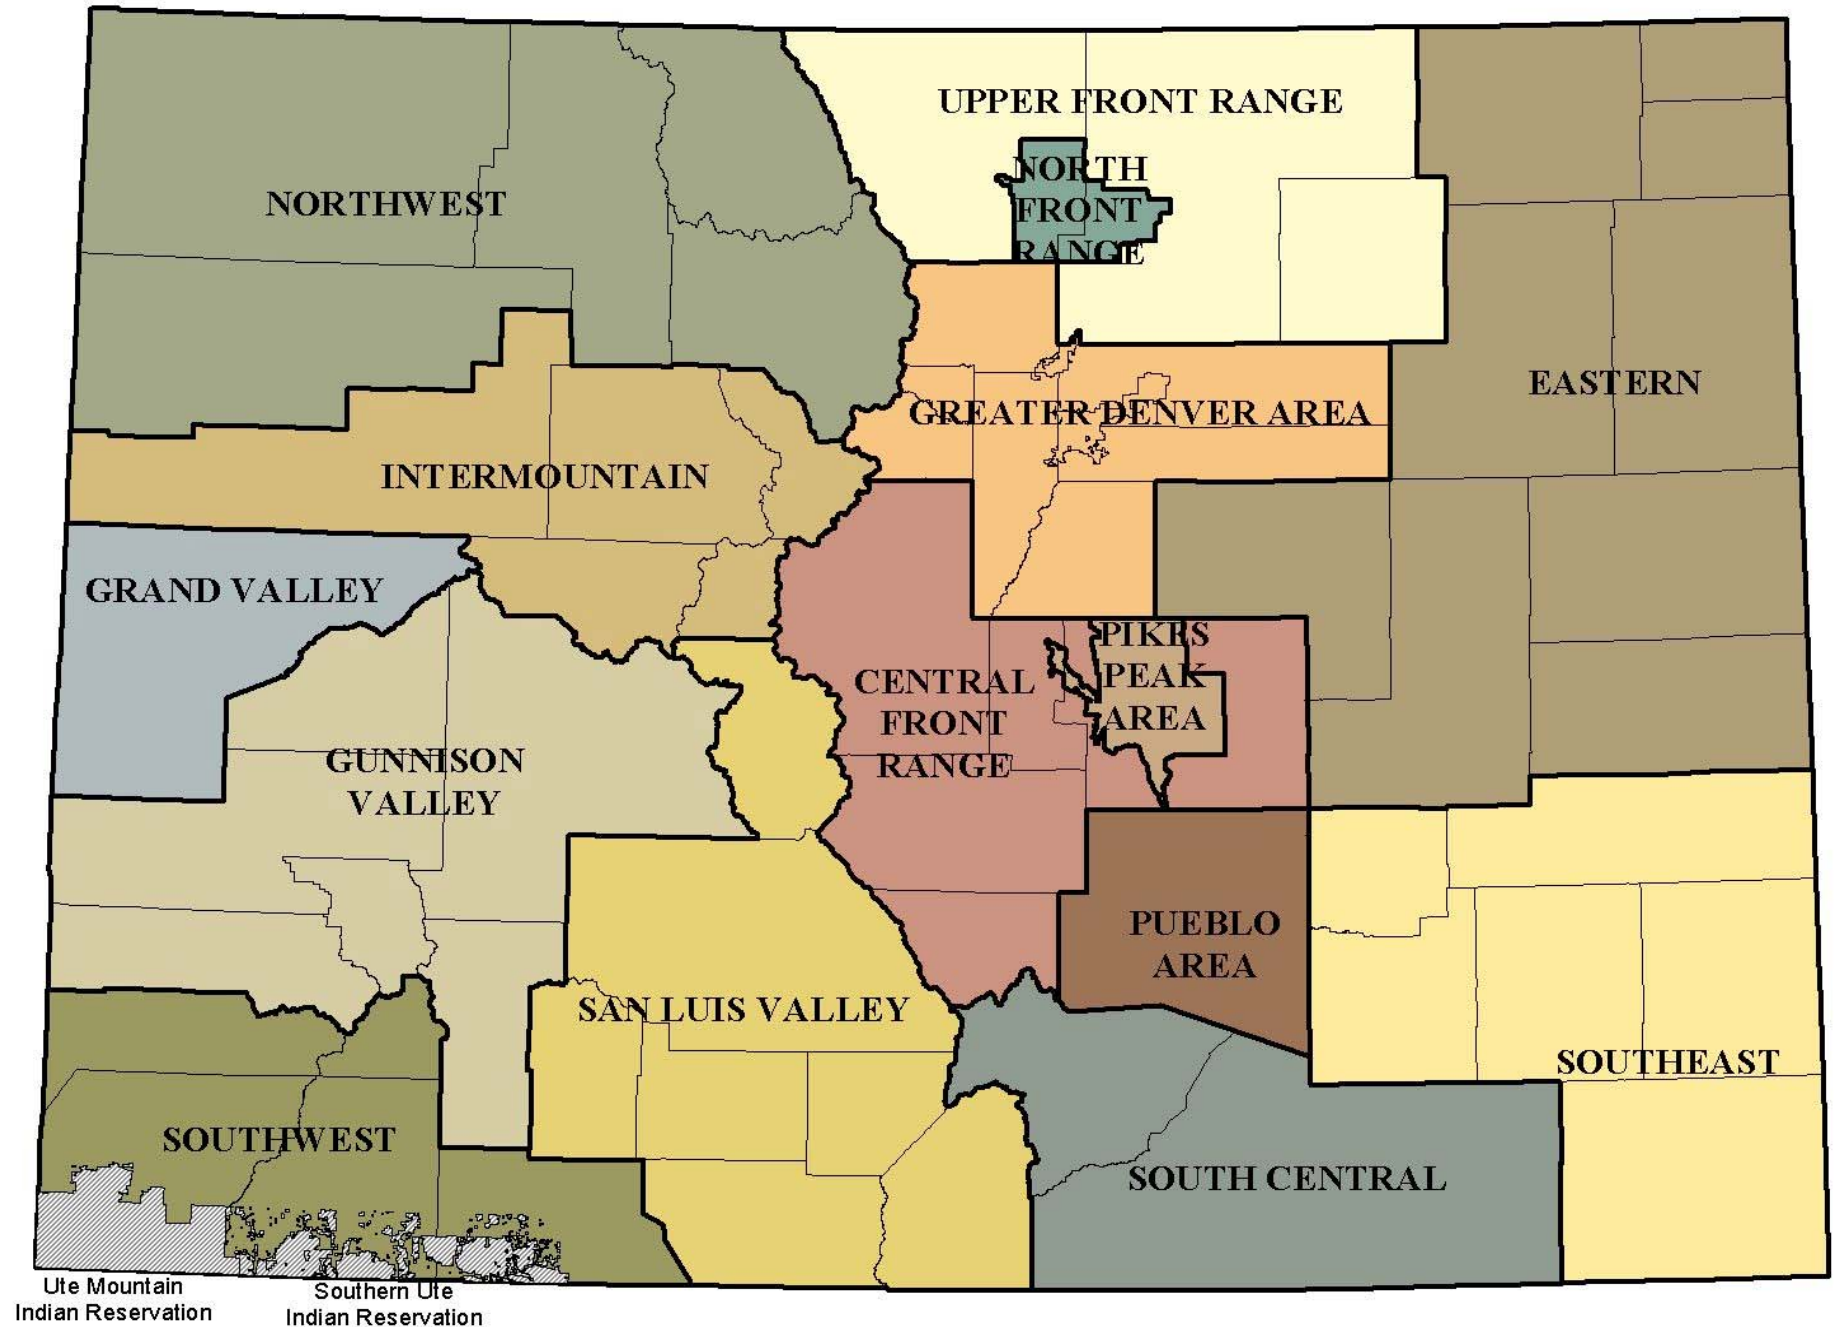 UPPER FRONT RANGE
NORTH
FRONT
RANGE
NORTHWEST
EASTERN
GREATER DENVER AREA
INTERMOUNTAIN
GRAND VALLEY
PIKES
PEAK
AREA
CENTRAL
FRONT
RANGE
GUNNISON
VALLEY
PUEBLO
AREA
SAN LUIS VALLEY
SOUTHEAST
SOUTHWEST
SOUTH CENTRAL
Ute Mountain
Indian Reservation
Southern Ute
Indian Reservation